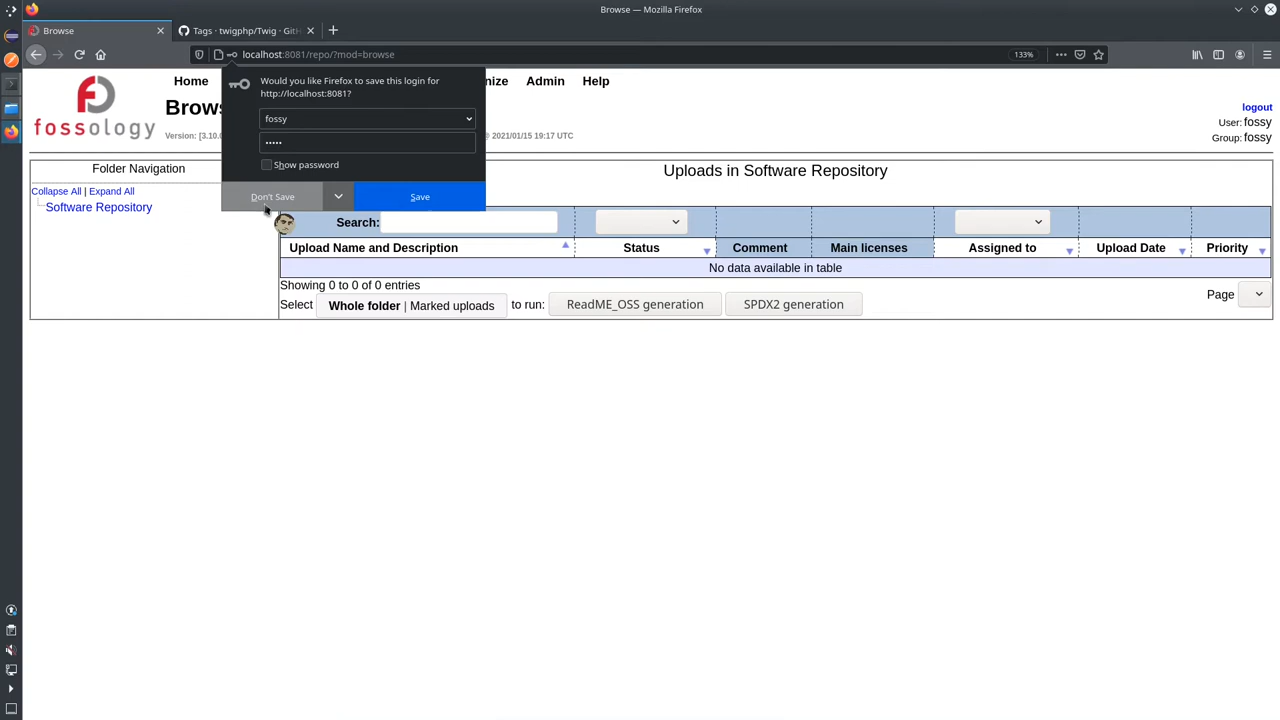 Browse — Mozilla Firefox
Browse
Tags · twigphp/Twig · GitH
localhost:8081/repo/?mod=browse
133%
Would you like Firefox to save this login for
http://localhost:8081?
fossy
•••••
Show password
Don't Save
Save
Home
nize
Admin
Help
Brows
fossology
Version: [3.10.0
@ 2021/01/15 19:17 UTC
logout
User: fossy
Group: fossy
Folder Navigation
Collapse All | Expand All
Software Repository
Uploads in Software Repository
Search:
Upload Name and Description
Status
Comment
Main licenses
Assigned to
Upload Date
Priority
No data available in table
Showing 0 to 0 of 0 entries
Select Whole folder | Marked uploads to run: ReadME_OSS generation SPDX2 generation
Page